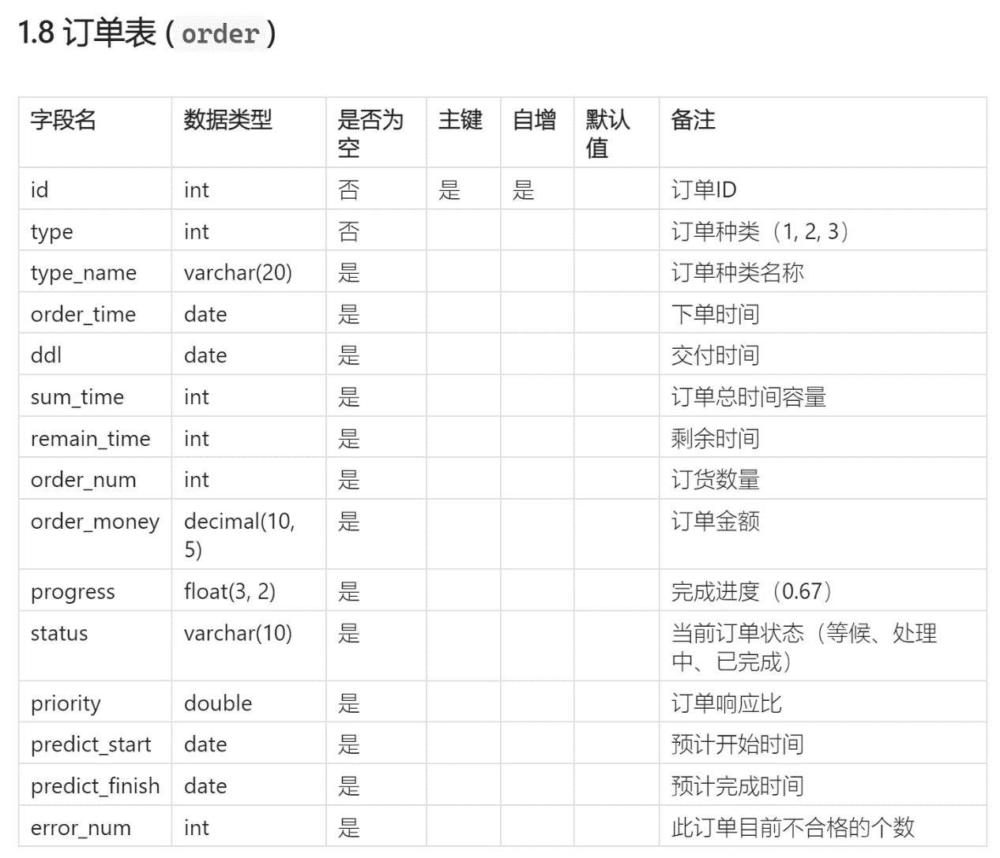 1.8 订单表 ( order )
字段名 数据类型 是否为空 主键 自增 默认值 备注
id int 否 是 是 订单ID
type int 否 订单种类（1, 2, 3）
type_name varchar(20) 是 订单种类名称
order_time date 是 下单时间
ddl date 是 交付时间
sum_time int 是 订单总时间容量
remain_time int 是 剩余时间
order_num int 是 订货数量
order_money decimal(10, 5) 是 订单金额
progress float(3, 2) 是 完成进度（0.67）
status varchar(10) 是 当前订单状态（等候、处理中、已完成）
priority double 是 订单响应比
predict_start date 是 预计开始时间
predict_finish date 是 预计完成时间
error_num int 是 此订单目前不合格的个数